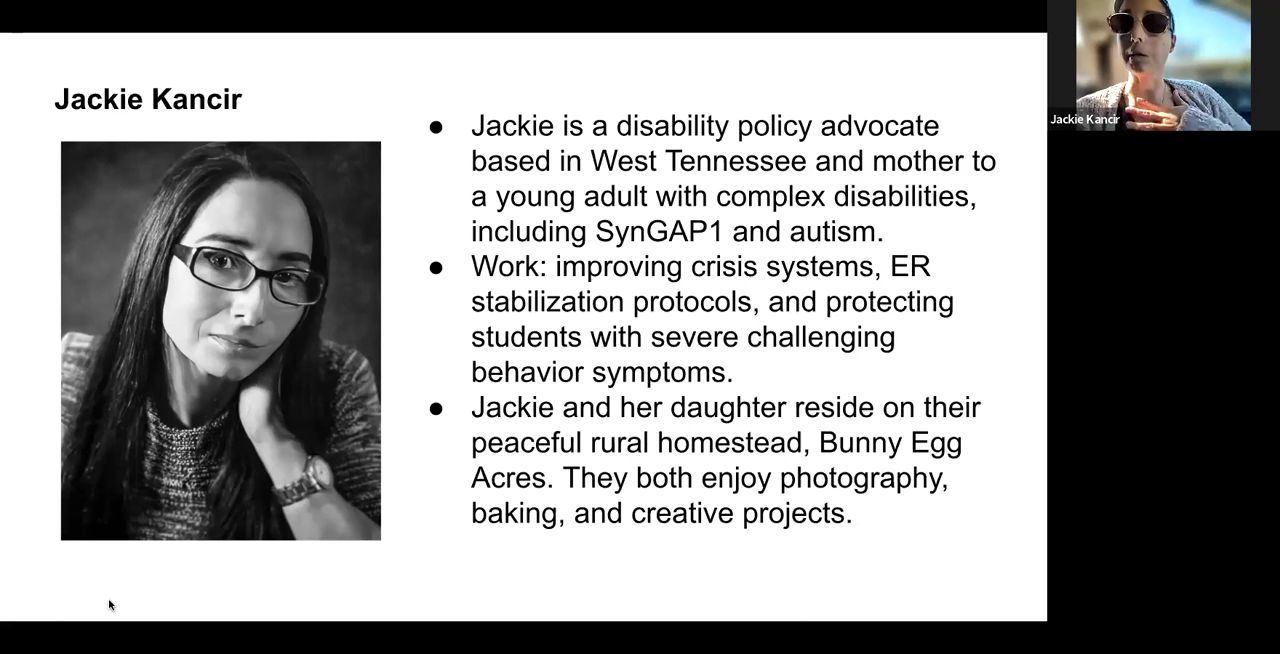 Jackie Kancir
● Jackie is a disability policy advocate
based in West Tennessee and mother to
a young adult with complex disabilities,
including SynGAP1 and autism.
● Work: improving crisis systems, ER
stabilization protocols, and protecting
students with severe challenging
behavior symptoms.
● Jackie and her daughter reside on their
peaceful rural homestead, Bunny Egg
Acres. They both enjoy photography,
baking, and creative projects.
Jackie Kancir